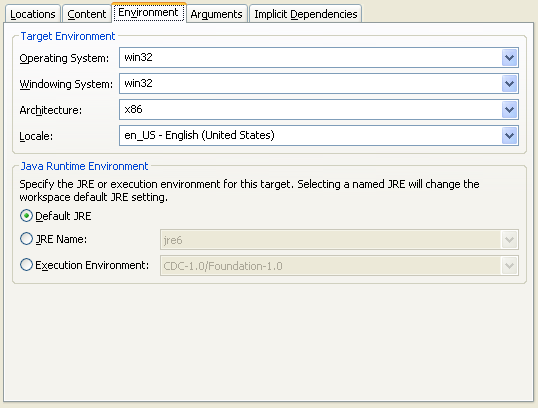 Locations Content Environment Arguments Implicit Dependencies
Target Environment
Operating System: win32
Windowing System: win32
Architecture: x86
Locale: en_US - English (United States)
Java Runtime Environment
Specify the JRE or execution environment for this target. Selecting a named JRE will change the
workspace default JRE setting.
Default JRE
JRE Name: jre6
Execution Environment: CDC-1.0/Foundation-1.0